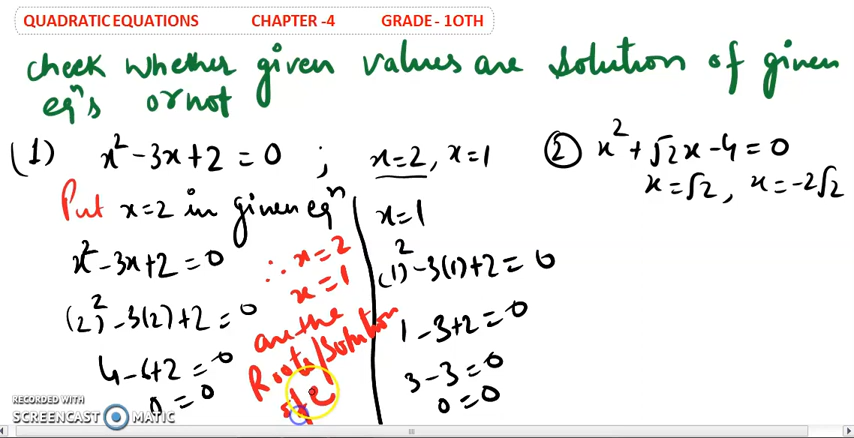 QUADRATIC EQUATIONS CHAPTER -4 GRADE - 1OTH
check whether given values are solution of given
eqⁿs or not
(1) x² - 3x + 2 = 0 ; x = 2, x = 1
Put x = 2 in given eqⁿ
x² - 3x + 2 = 0
(2)² - 3(2) + 2 = 0
4 - 6 + 2 = 0
0 = 0
∴ x = 2
x = 1
are the
Roots/Solution
x = 1
(1)² - 3(1) + 2 = 0
1 - 3 + 2 = 0
3 - 3 = 0
0 = 0
② x² + √2x - 4 = 0
x = √2, x = -2√2
RECORDED WITH
SCREENCAST MATIC